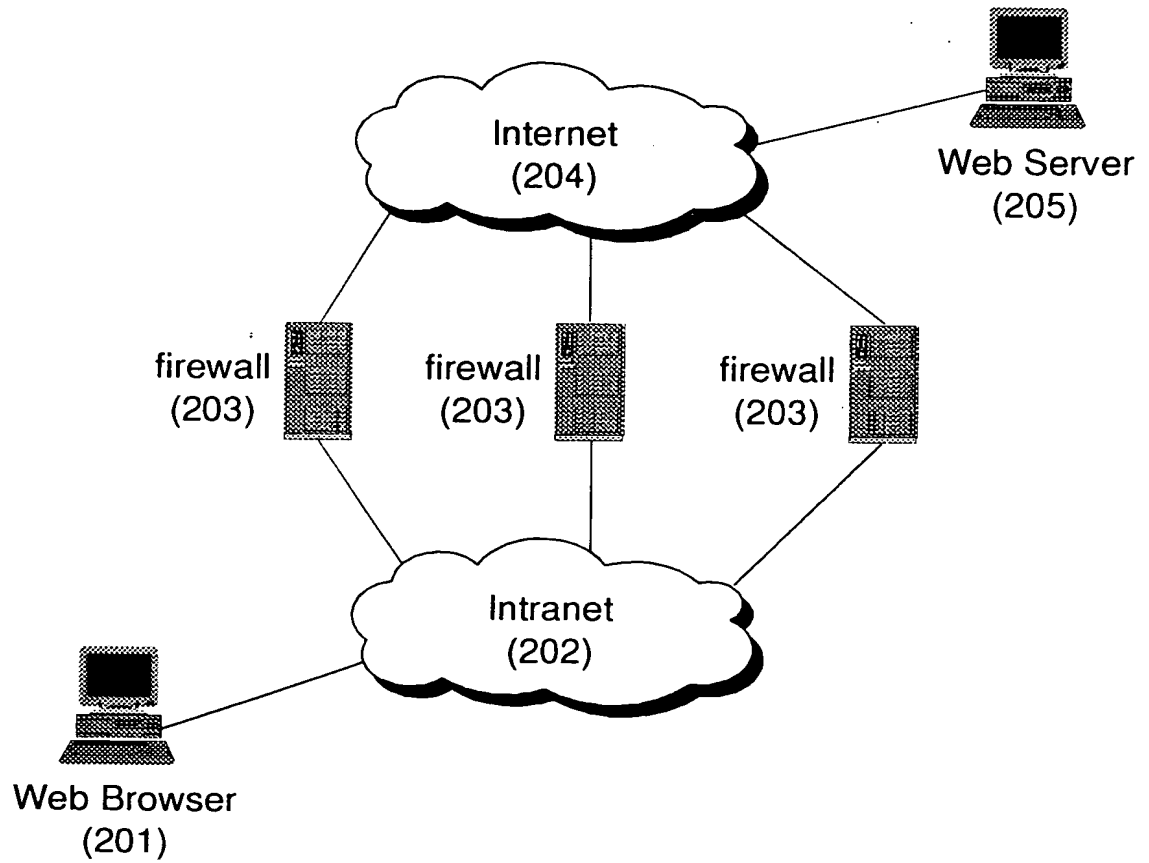 Internet
(204)
Web Server
(205)
firewall
(203)
firewall
(203)
firewall
(203)
Intranet
(202)
Web Browser
(201)